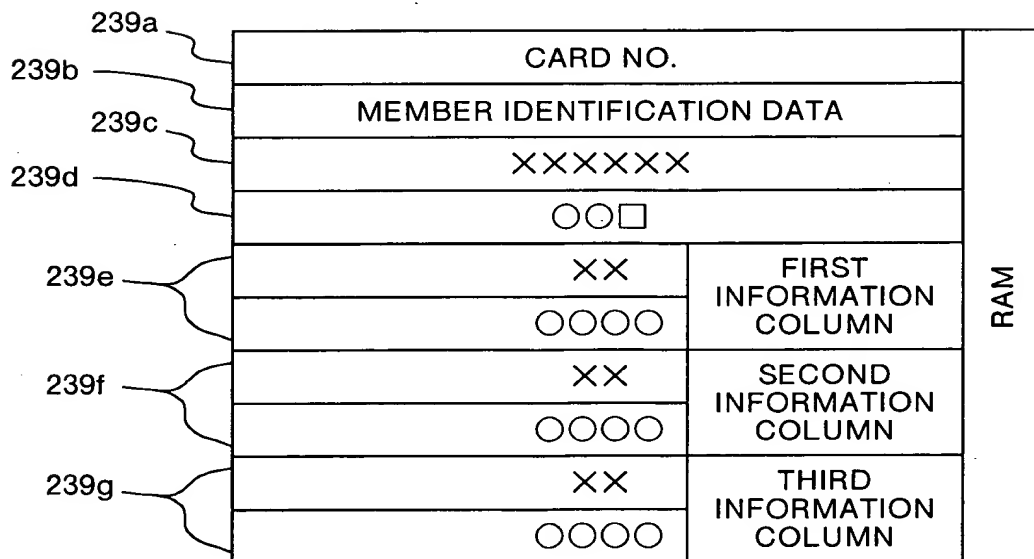 239a
CARD NO.
239b
MEMBER IDENTIFICATION DATA
239c
××××××
239d
○○□
239e
××
○○○○
FIRST
INFORMATION
COLUMN
239f
××
○○○○
SECOND
INFORMATION
COLUMN
239g
××
○○○○
THIRD
INFORMATION
COLUMN
RAM